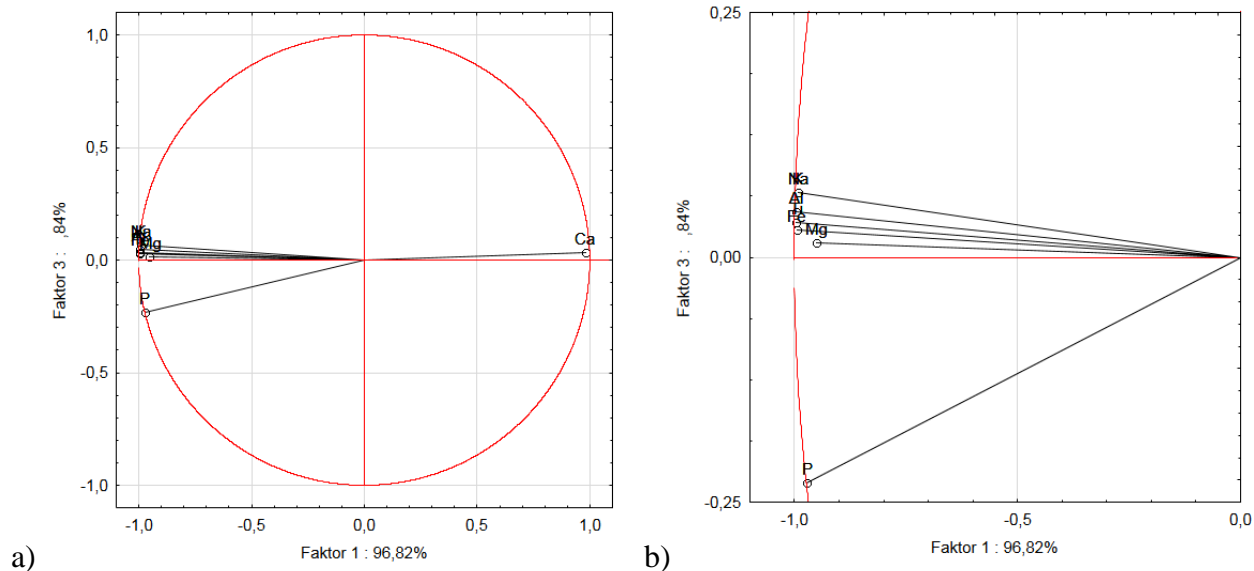 1,0
0,5
0,0
-0,5
-1,0
Faktor 3 : ,84%
Mg
Ca
P
-1,0 -0,5 0,0 0,5 1,0
Faktor 1 : 96,82%
a)
0,25
0,00
-0,25
Faktor 3 : ,84%
Al
Fe
Mg
P
-1,0 -0,5 0,0
Faktor 1 : 96,82%
b)